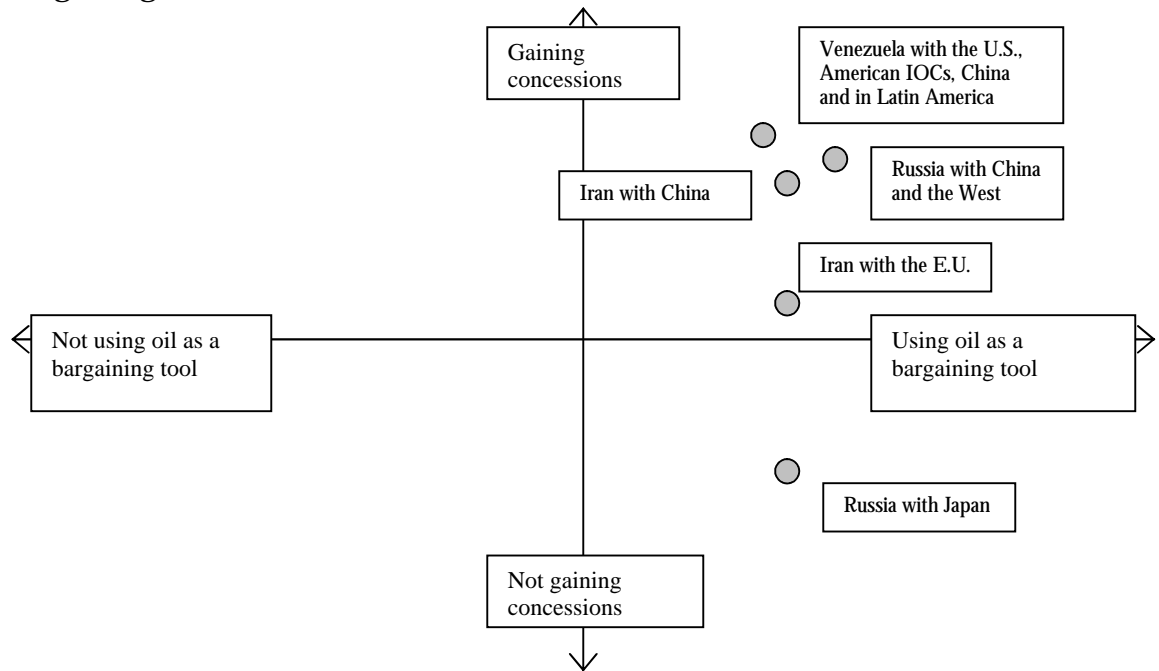 Gaining
concessions
Venezuela with the U.S.,
American IOCs, China
and in Latin America
Iran with China
Russia with China
and the West
Iran with the E.U.
Not using oil as a
bargaining tool
Using oil as a
bargaining tool
Russia with Japan
Not gaining
concessions